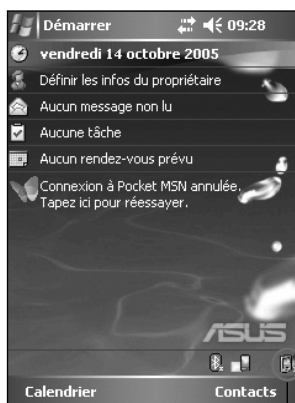 Démarrer 09:28
vendredi 14 octobre 2005
Définir les infos du propriétaire
Aucun message non lu
Aucune tâche
Aucun rendez-vous prévu
Connexion à Pocket MSN annulée.
Tapez ici pour réessayer.
ASUS
Calendrier Contacts